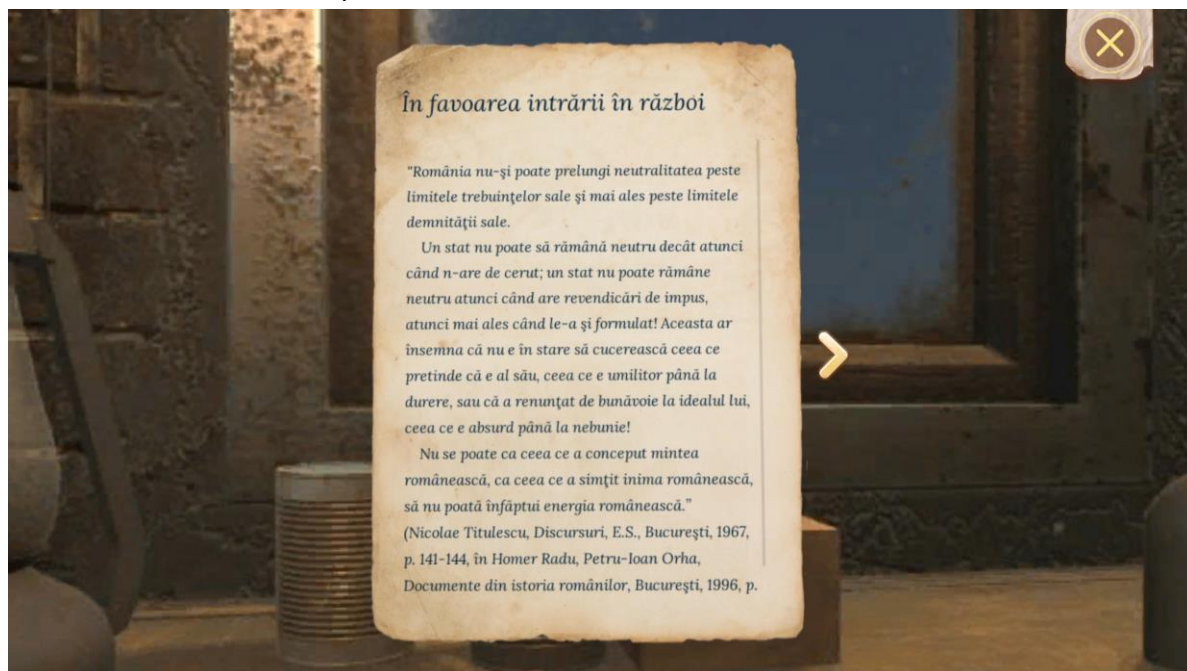 În favoarea intrării în război
"România nu-şi poate prelungi neutralitatea peste
limitele trebuinţelor sale şi mai ales peste limitele
demnităţii sale.
Un stat nu poate să rămână neutru decât atunci
când n-are de cerut; un stat nu poate rămâne
neutru atunci când are revendicări de impus,
atunci mai ales când le-a şi formulat! Aceasta ar
însemna că nu e în stare să cucerească ceea ce
pretinde că e al său, ceea ce e umilitor până la
durere, sau că a renunţat de bunăvoie la idealul lui,
ceea ce e absurd până la nebunie!
Nu se poate ca ceea ce a conceput mintea
românească, ca ceea ce a simţit inima românească,
să nu poată înfăptui energia românească."
(Nicolae Titulescu, Discursuri, E.S., Bucureşti, 1967,
p. 141-144, în Homer Radu, Petru-Ioan Orha,
Documente din istoria românilor, Bucureşti, 1996, p.